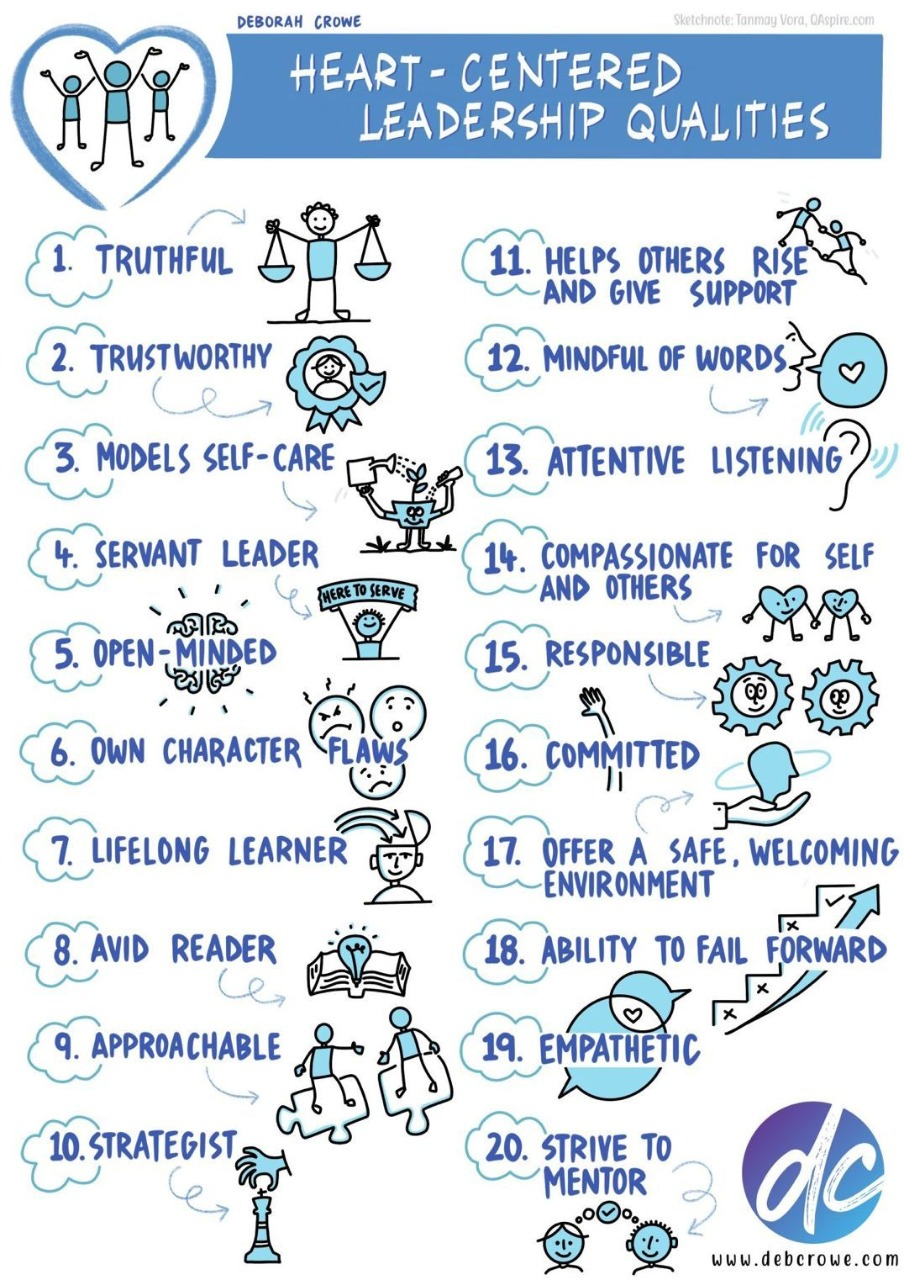 DEBORAH CROWE
Sketchnote: Tanmay Vora, QAspire.com
HEART-CENTERED
LEADERSHIP QUALITIES
1. TRUTHFUL
2. TRUSTWORTHY
3. MODELS SELF-CARE
4. SERVANT LEADER
HERE TO SERVE
5. OPEN-MINDED
6. OWN CHARACTER FLAWS
7. LIFELONG LEARNER
8. AVID READER
9. APPROACHABLE
10. STRATEGIST
11. HELPS OTHERS RISE
AND GIVE SUPPORT
12. MINDFUL OF WORDS
13. ATTENTIVE LISTENING
14. COMPASSIONATE FOR SELF
AND OTHERS
15. RESPONSIBLE
16. COMMITTED
17. OFFER A SAFE, WELCOMING
ENVIRONMENT
18. ABILITY TO FAIL FORWARD
19. EMPATHETIC
20. STRIVE TO
MENTOR
dc
www.debcrowe.com